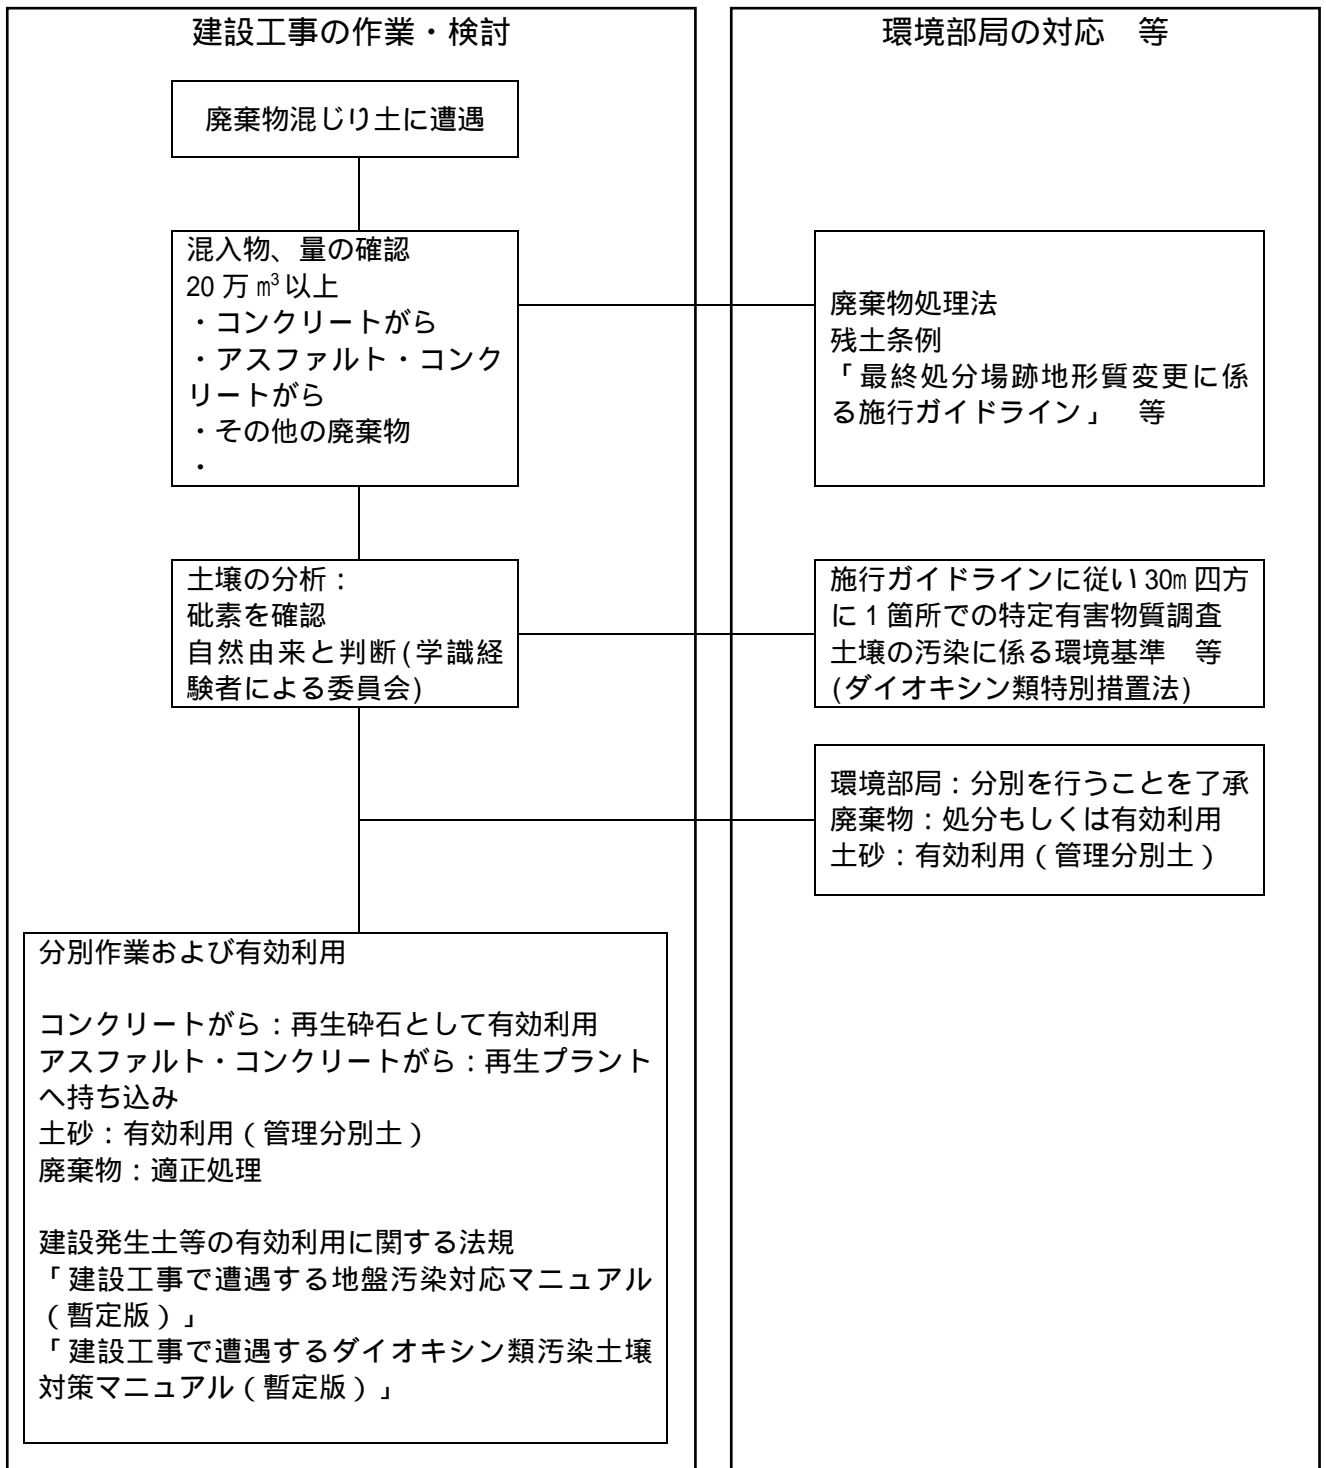 建設工事の作業・検討
廃棄物混じり土に遭遇
混入物、量の確認
20 万 ㎥以上
・コンクリートがら
・アスファルト・コンク
リートがら
・その他の廃棄物
・
土壌の分析：
砒素を確認
自然由来と判断(学識経
験者による委員会)
分別作業および有効利用
コンクリートがら：再生砕石として有効利用
アスファルト・コンクリートがら：再生プラント
へ持ち込み
土砂：有効利用（管理分別土）
廃棄物：適正処理
建設発生土等の有効利用に関する法規
「建設工事で遭遇する地盤汚染対応マニュアル
（暫定版）」
「建設工事で遭遇するダイオキシン類汚染土壌
対策マニュアル（暫定版）」
環境部局の対応　等
廃棄物処理法
残土条例
「最終処分場跡地形質変更に係
る施行ガイドライン」　等
施行ガイドラインに従い 30m 四方
に 1 箇所での特定有害物質調査
土壌の汚染に係る環境基準　等
(ダイオキシン類特別措置法)
環境部局：分別を行うことを了承
廃棄物：処分もしくは有効利用
土砂：有効利用（管理分別土）